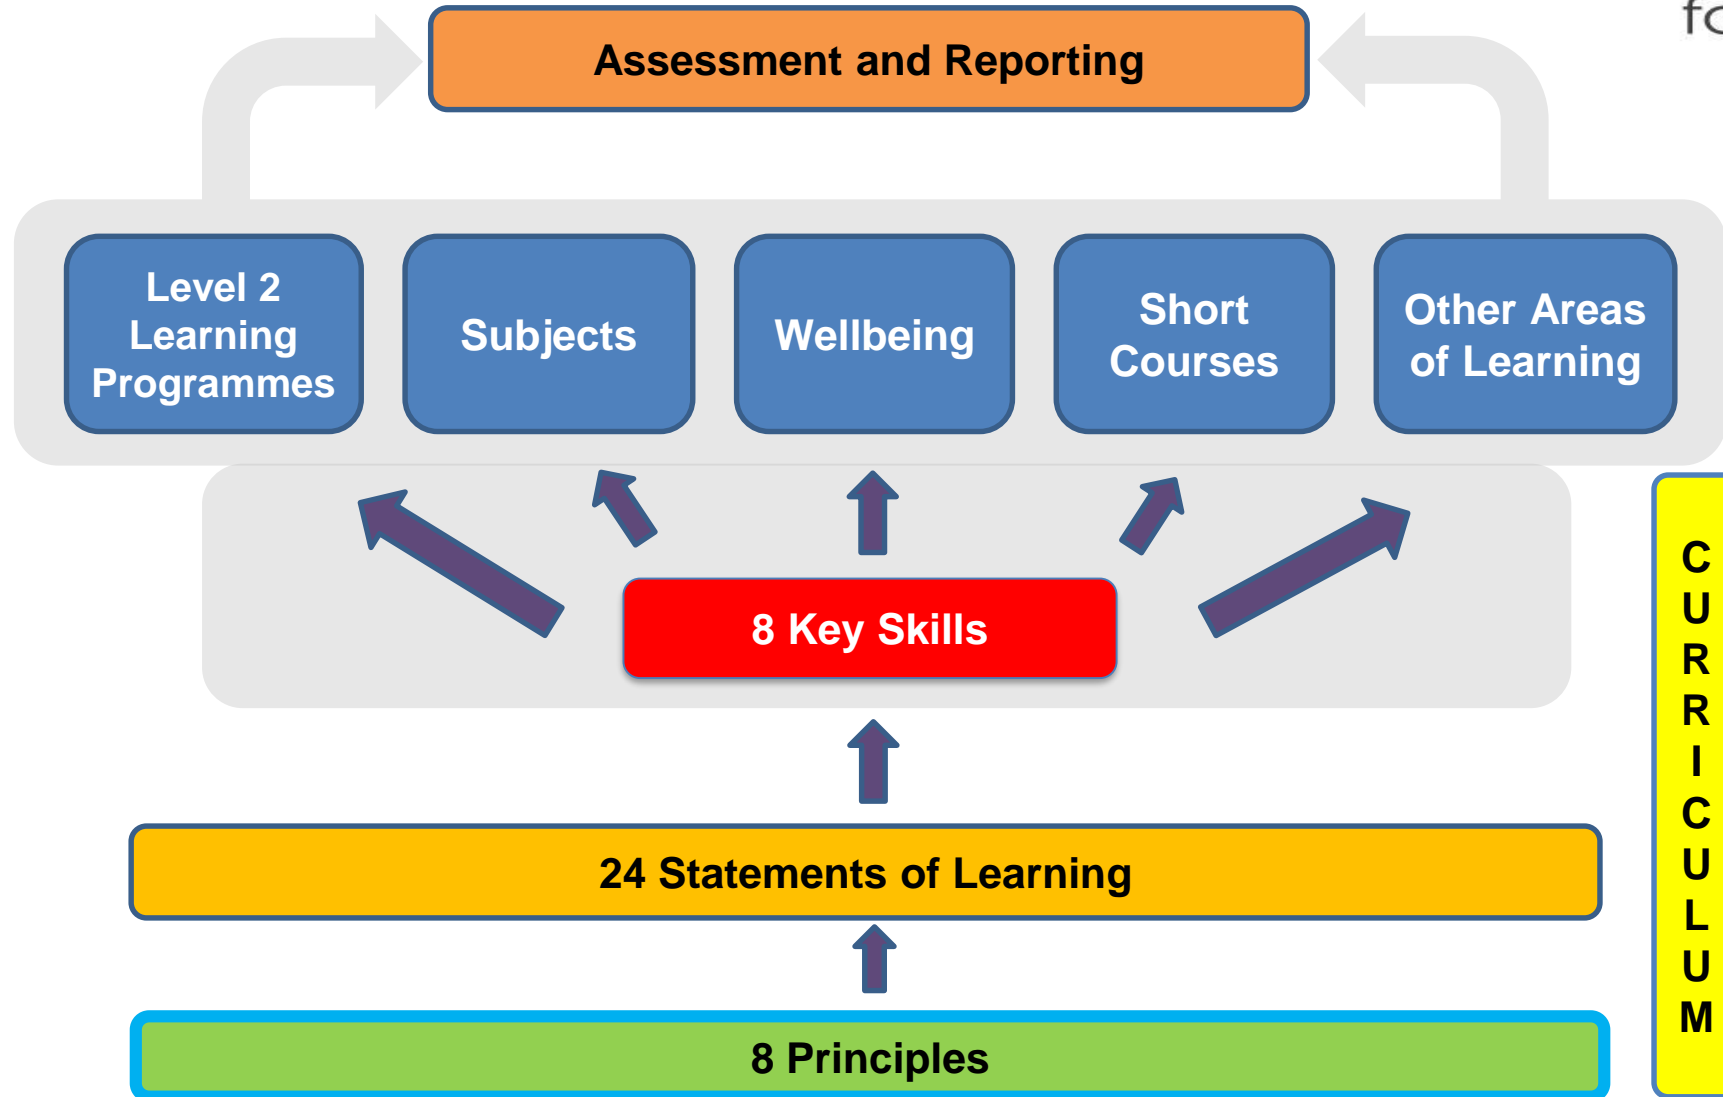 Assessment and Reporting
Level 2
Learning
Programmes
Subjects
Wellbeing
Short
Courses
Other Areas
of Learning
8 Key Skills
24 Statements of Learning
8 Principles
C
U
R
R
I
C
U
L
U
M